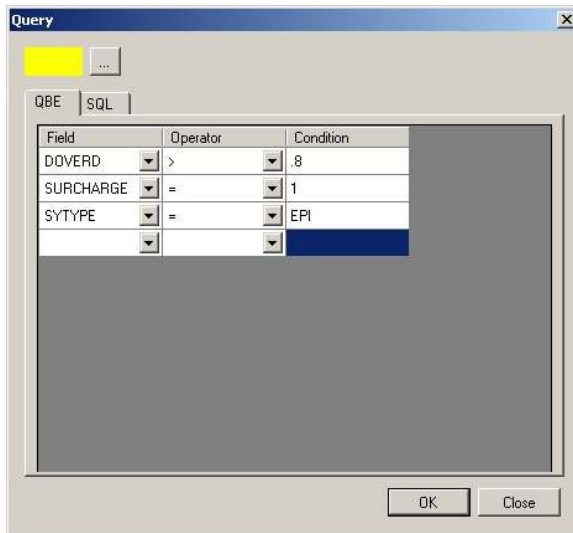 Query
...
QBE SQL
Field Operator Condition
DOVERD > .8
SURCHARGE = 1
SYTYPE = EPI
OK Close